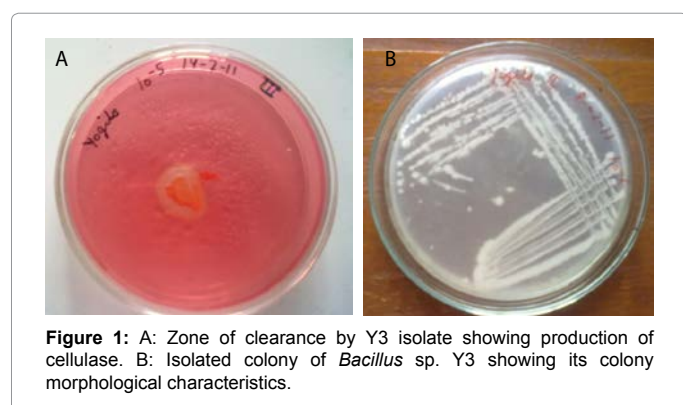 A
B
Yogita 10-5 14-2-11 III
Figure 1: A: Zone of clearance by Y3 isolate showing production of
cellulase. B: Isolated colony of Bacillus sp. Y3 showing its colony
morphological characteristics.